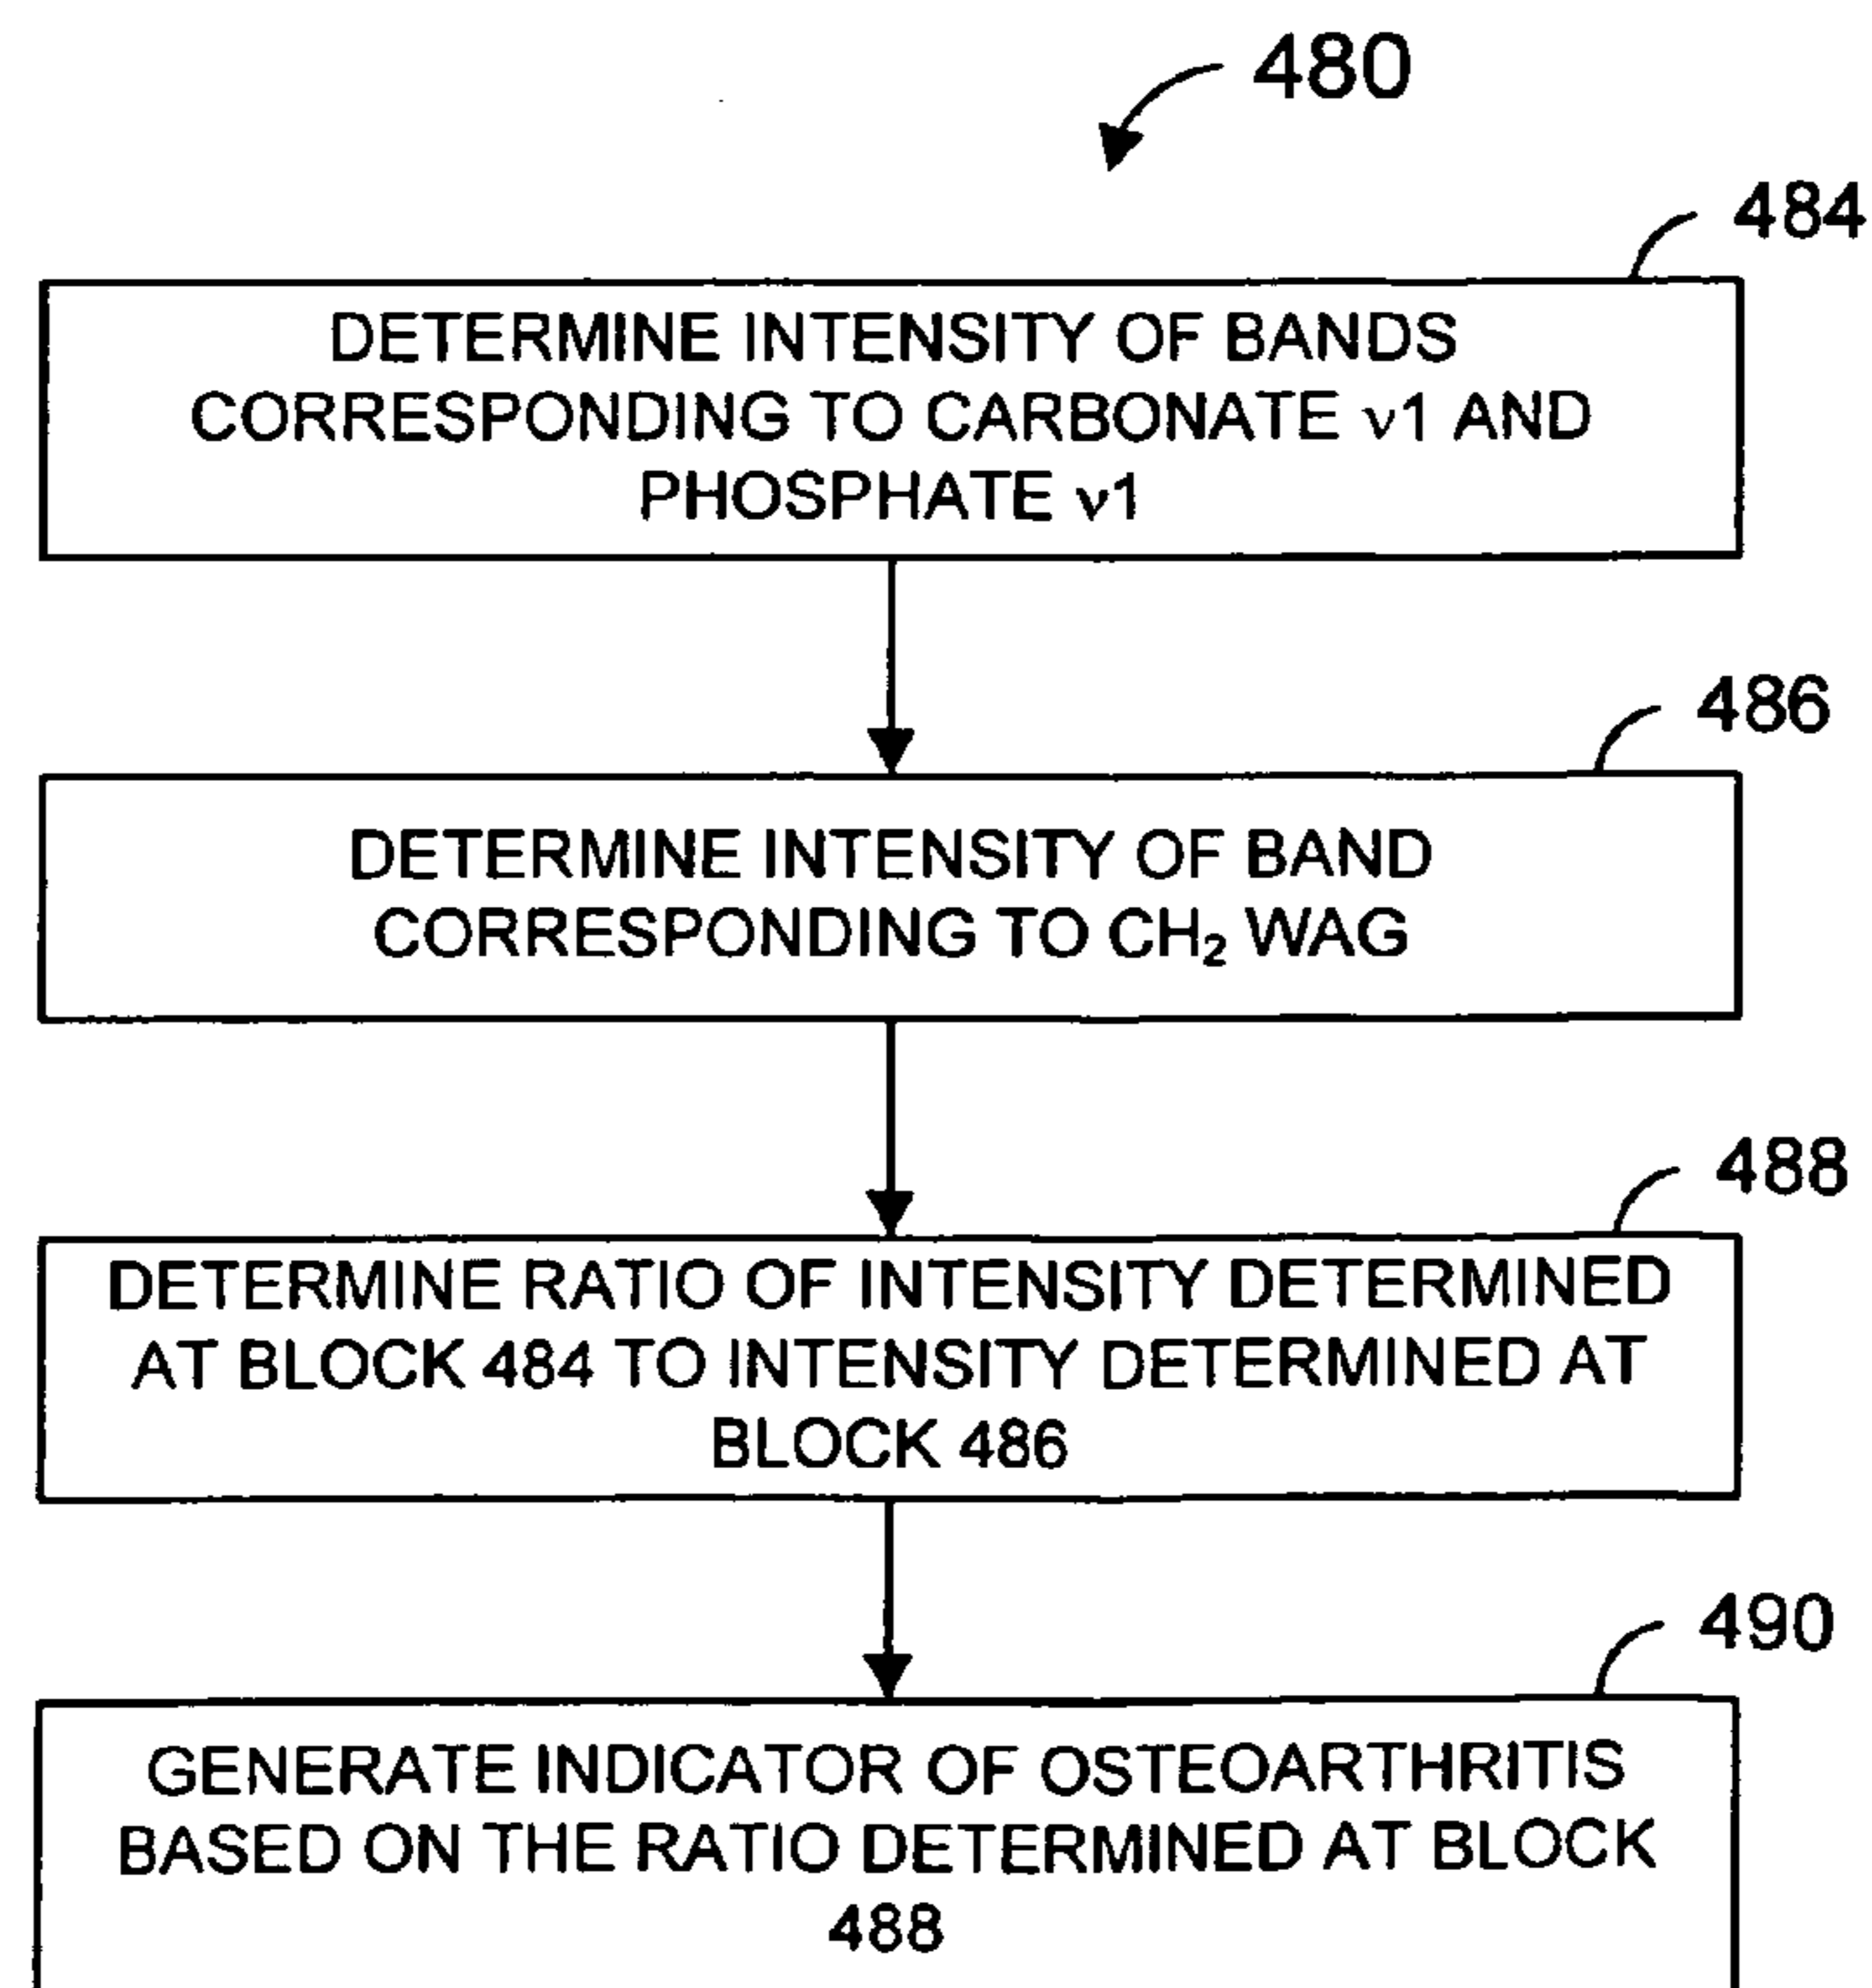 480
484
DETERMINE INTENSITY OF BANDS
CORRESPONDING TO CARBONATE ν1 AND
PHOSPHATE ν1
486
DETERMINE INTENSITY OF BAND
CORRESPONDING TO CH₂ WAG
488
DETERMINE RATIO OF INTENSITY DETERMINED
AT BLOCK 484 TO INTENSITY DETERMINED AT
BLOCK 486
490
GENERATE INDICATOR OF OSTEOARTHRITIS
BASED ON THE RATIO DETERMINED AT BLOCK
488